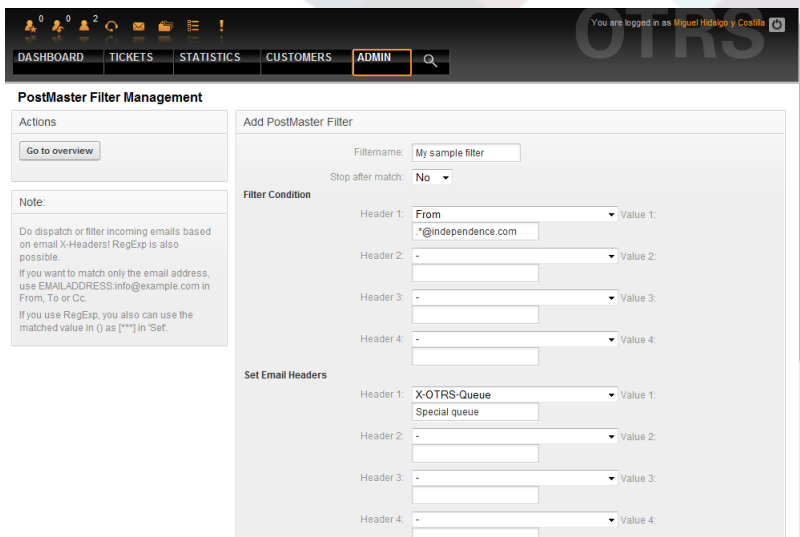 0 0 2
You are logged in as Miguel Hidalgo y Costilla
OTRS
DASHBOARD TICKETS STATISTICS CUSTOMERS ADMIN
PostMaster Filter Management
Actions
Go to overview
Note:
Do dispatch or filter incoming emails based
on email X-Headers! RegExp is also
possible.
If you want to match only the email address,
use EMAILADDRESS:info@example.com in
From, To or Cc.
If you use RegExp, you also can use the
matched value in () as [***] in 'Set'.
Add PostMaster Filter
Filtername: My sample filter
Stop after match: No
Filter Condition
Header 1: From Value 1:
.*@independence.com
Header 2: - Value 2:
Header 3: - Value 3:
Header 4: - Value 4:
Set Email Headers
Header 1: X-OTRS-Queue Value 1:
Special queue
Header 2: - Value 2:
Header 3: - Value 3:
Header 4: - Value 4: